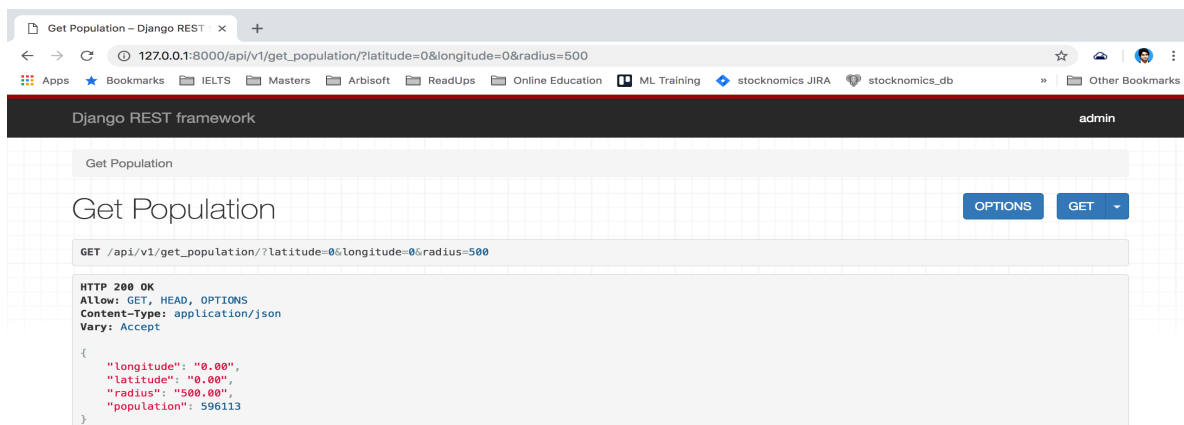 Get Population – Django REST
127.0.0.1:8000/api/v1/get_population/?latitude=0&longitude=0&radius=500
Apps Bookmarks IELTS Masters Arbisoft ReadUps Online Education ML Training stocknomics JIRA stocknomics_db » Other Bookmarks
Django REST framework admin
Get Population
Get Population OPTIONS GET
GET /api/v1/get_population/?latitude=0&longitude=0&radius=500
HTTP 200 OK
Allow: GET, HEAD, OPTIONS
Content-Type: application/json
Vary: Accept
{
"longitude": "0.00",
"latitude": "0.00",
"radius": "500.00",
"population": 596113
}